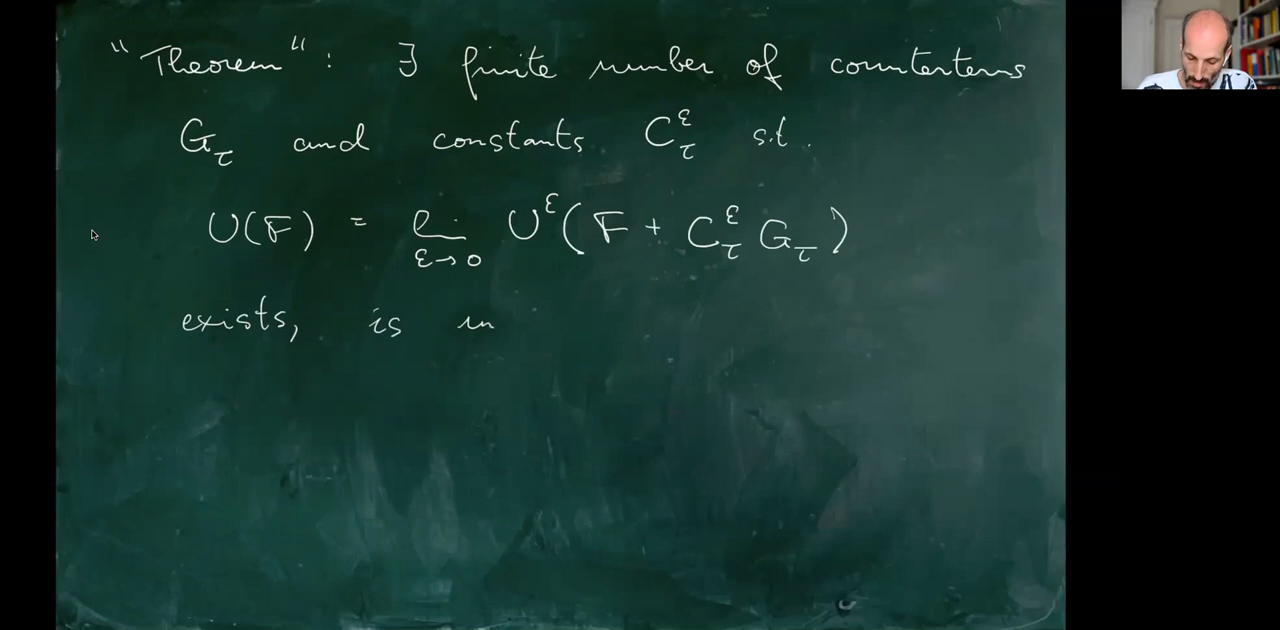 "Theorem": ∃ finite number of counterterms
G_τ and constants C_τ^ε s.t.
U(F) = lim_{ε→0} U^ε(F + C_τ^ε G_τ)
exists, is in